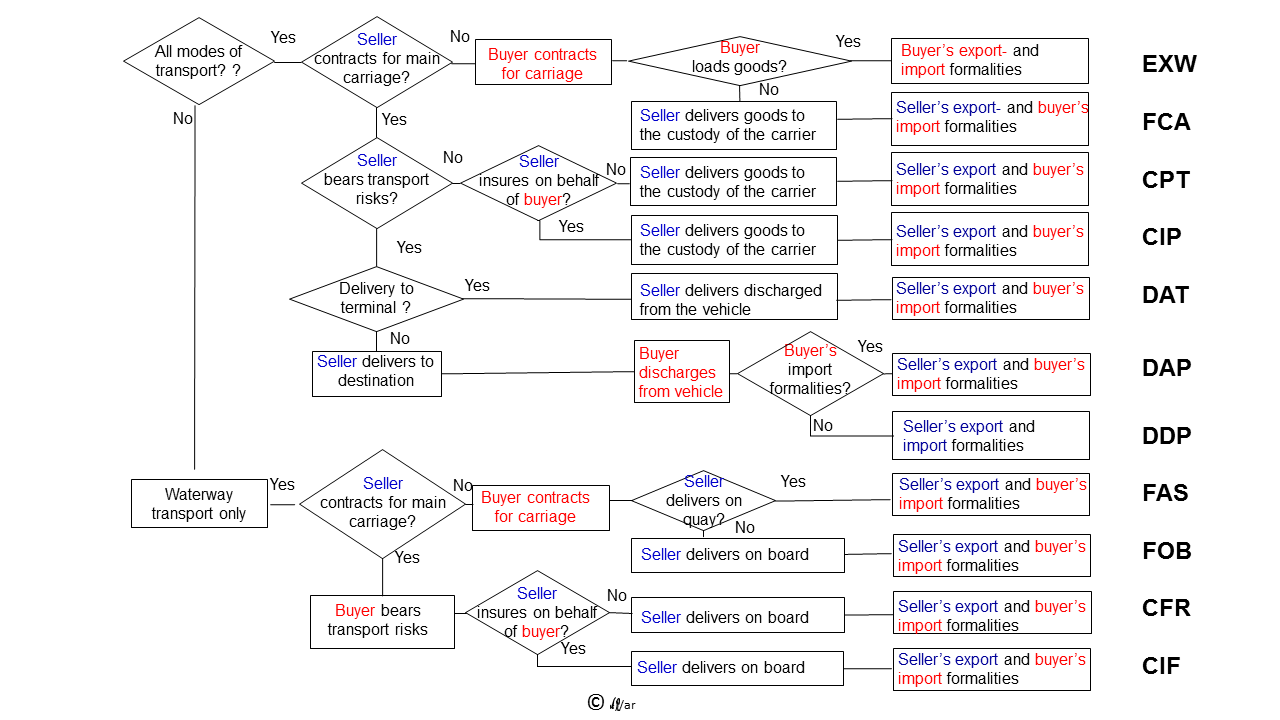 All modes of
transport? ?
Yes
No
Seller
contracts for main
carriage?
No
Yes
Buyer contracts
for carriage
Buyer
loads goods?
Yes
No
Buyer's export- and
import formalities
EXW
Seller delivers goods to
the custody of the carrier
Seller's export- and buyer's
import formalities
FCA
Seller
bears transport
risks?
No
Yes
Seller
insures on behalf
of buyer?
No
Yes
Seller delivers goods to
the custody of the carrier
Seller's export and buyer's
import formalities
CPT
Seller delivers goods to
the custody of the carrier
Seller's export and buyer's
import formalities
CIP
Delivery to
terminal ?
Yes
No
Seller delivers discharged
from the vehicle
Seller's export and buyer's
import formalities
DAT
Seller delivers to
destination
Buyer
discharges
from vehicle
Buyer's
import
formalities?
Yes
No
Seller's export and buyer's
import formalities
DAP
Seller's export and
import formalities
DDP
Waterway
transport only
Yes
Seller
contracts for main
carriage?
No
Yes
Buyer contracts
for carriage
Seller
delivers on
quay?
Yes
No
Seller's export and buyer's
import formalities
FAS
Seller delivers on board
Seller's export and buyer's
import formalities
FOB
Buyer bears
transport risks
Seller
insures on behalf
of buyer?
No
Yes
Seller delivers on board
Seller's export and buyer's
import formalities
CFR
Seller delivers on board
Seller's export and buyer's
import formalities
CIF
©